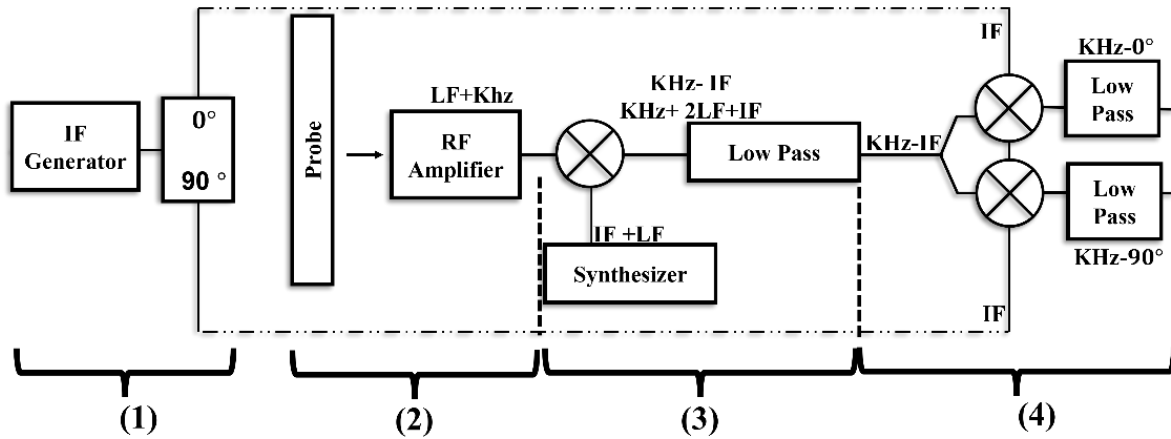 IF
Generator
0°
90 °
Probe
LF+Khz
RF
Amplifier
KHz- IF
KHz+ 2LF+IF
Low Pass
IF +LF
Synthesizer
KHz-IF
IF
IF
KHz-0°
Low
Pass
Low
Pass
KHz-90°
(1)
(2)
(3)
(4)